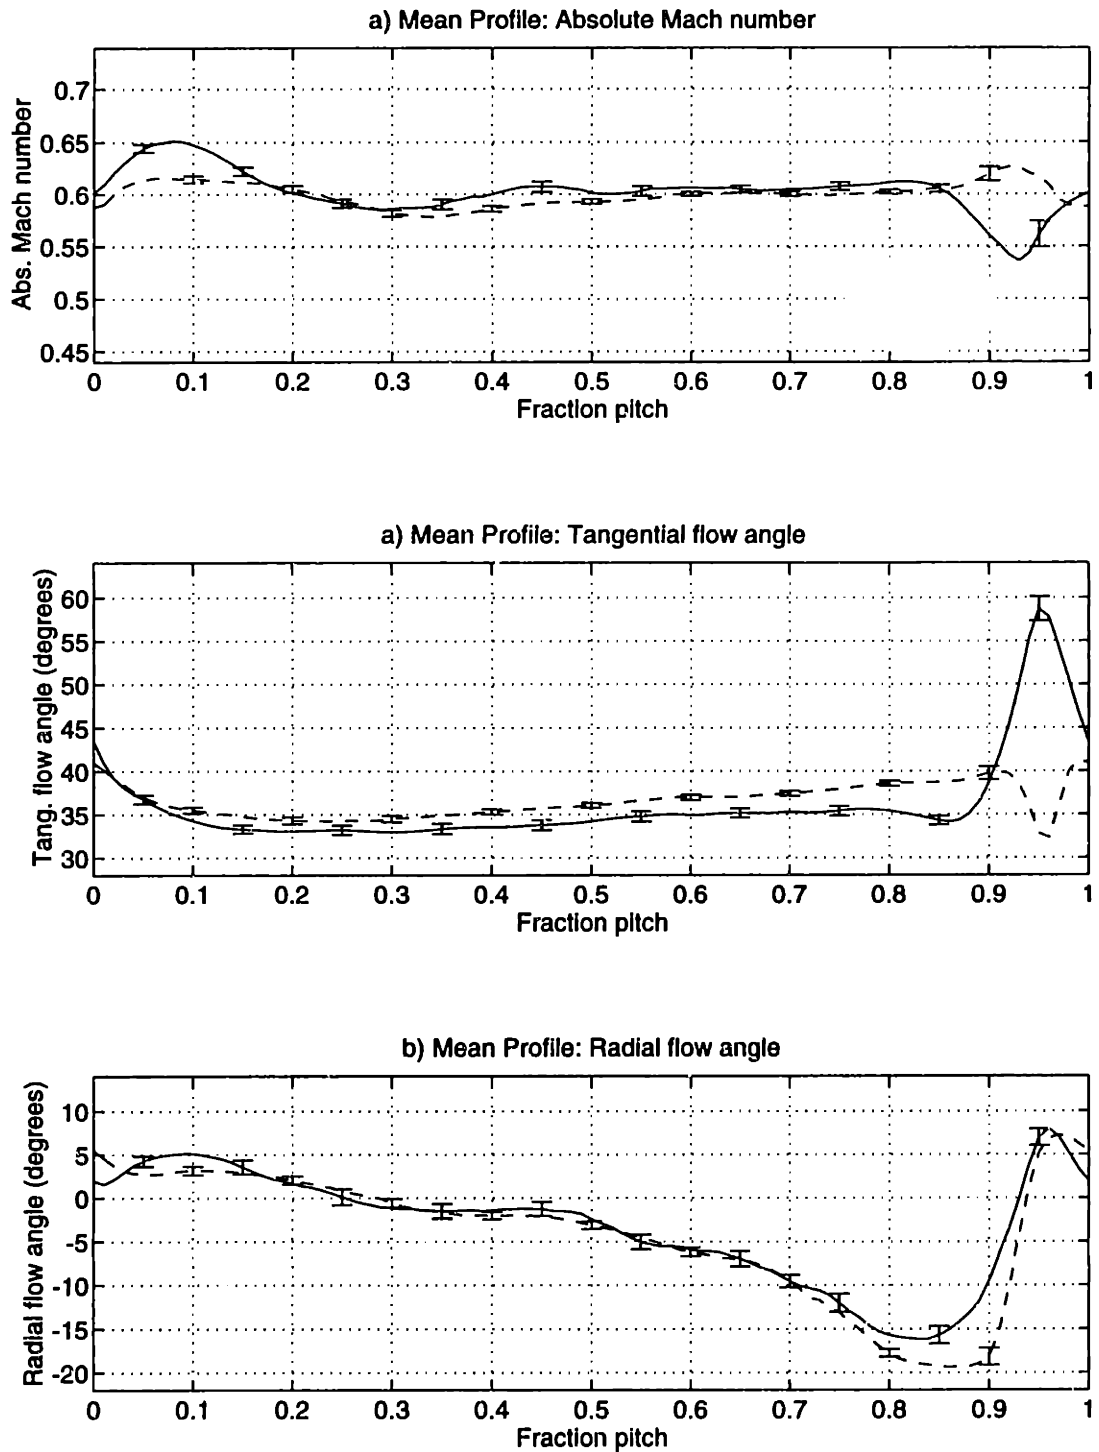 a) Mean Profile: Absolute Mach number
Abs. Mach number
0.7
0.65
0.6
0.55
0.5
0.45
0 0.1 0.2 0.3 0.4 0.5 0.6 0.7 0.8 0.9 1
Fraction pitch
a) Mean Profile: Tangential flow angle
Tang. flow angle (degrees)
60
55
50
45
40
35
30
0 0.1 0.2 0.3 0.4 0.5 0.6 0.7 0.8 0.9 1
Fraction pitch
b) Mean Profile: Radial flow angle
Radial flow angle (degrees)
10
5
0
-5
-10
-15
-20
0 0.1 0.2 0.3 0.4 0.5 0.6 0.7 0.8 0.9 1
Fraction pitch